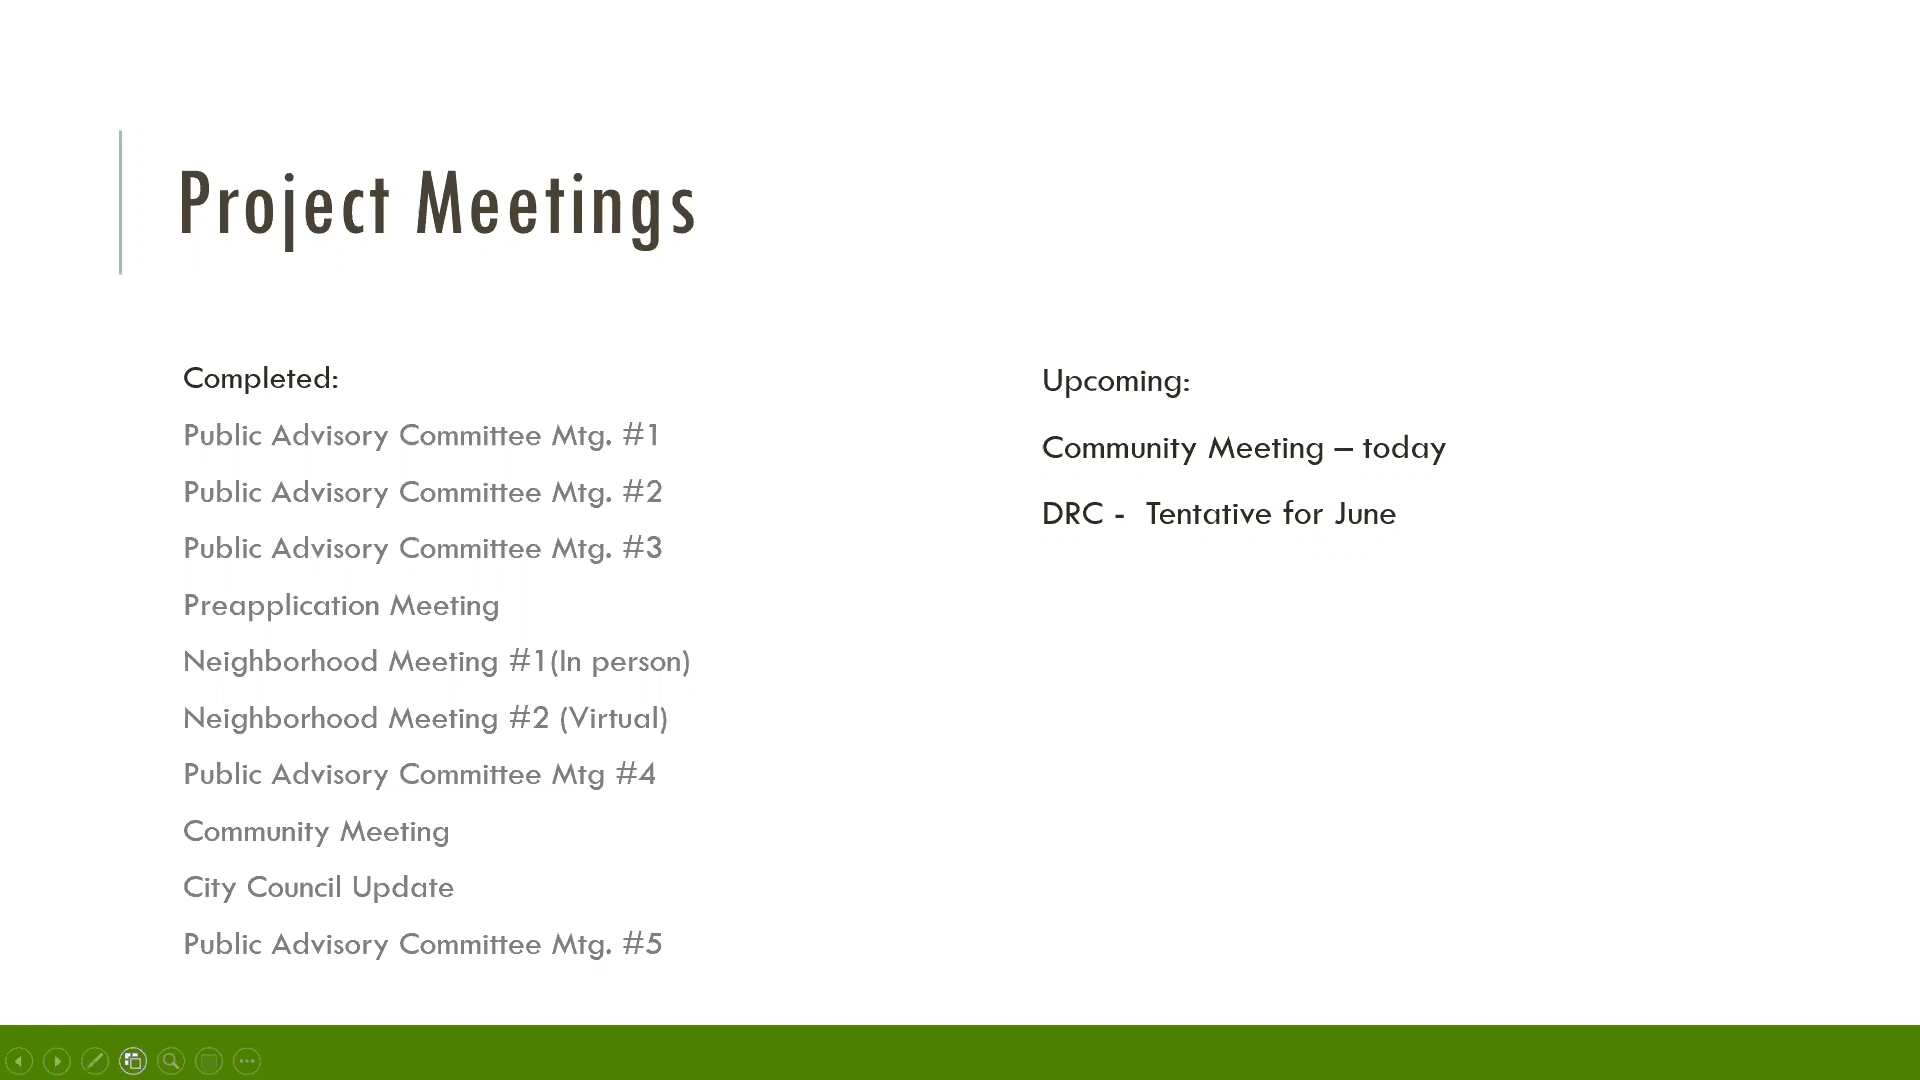 Project Meetings
Completed:
Public Advisory Committee Mtg. #1
Public Advisory Committee Mtg. #2
Public Advisory Committee Mtg. #3
Preapplication Meeting
Neighborhood Meeting #1(In person)
Neighborhood Meeting #2 (Virtual)
Public Advisory Committee Mtg #4
Community Meeting
City Council Update
Public Advisory Committee Mtg. #5
Upcoming:
Community Meeting – today
DRC -  Tentative for June